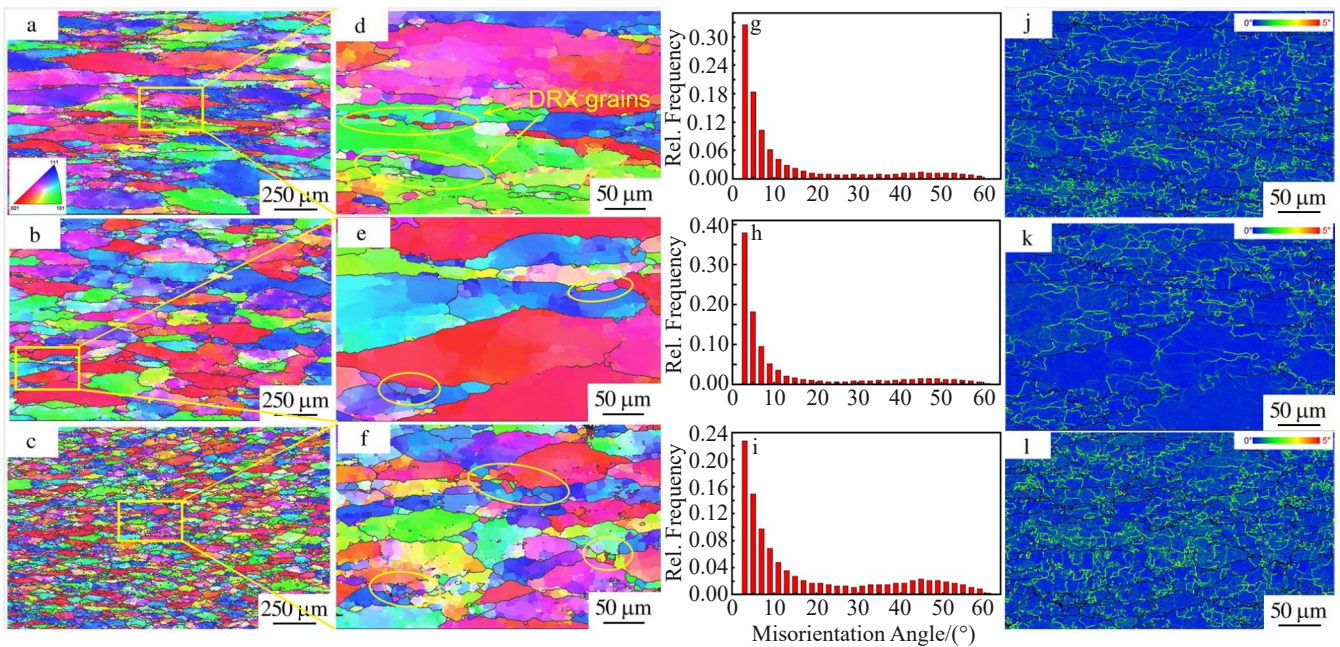 a
111
001
101
250 μm
d
DRX grains
50 μm
g
Rel. Frequency
0.30
0.24
0.18
0.12
0.06
0.00
0
10
20
30
40
50
60
j
0°
5°
50 μm
b
250 μm
e
50 μm
h
Rel. Frequency
0.40
0.30
0.20
0.10
0.00
0
10
20
30
40
50
60
k
0°
5°
50 μm
c
250 μm
f
50 μm
i
Rel. Frequency
0.24
0.20
0.16
0.12
0.08
0.04
0.00
0
10
20
30
40
50
60
Misorientation Angle/(°)
l
0°
5°
50 μm